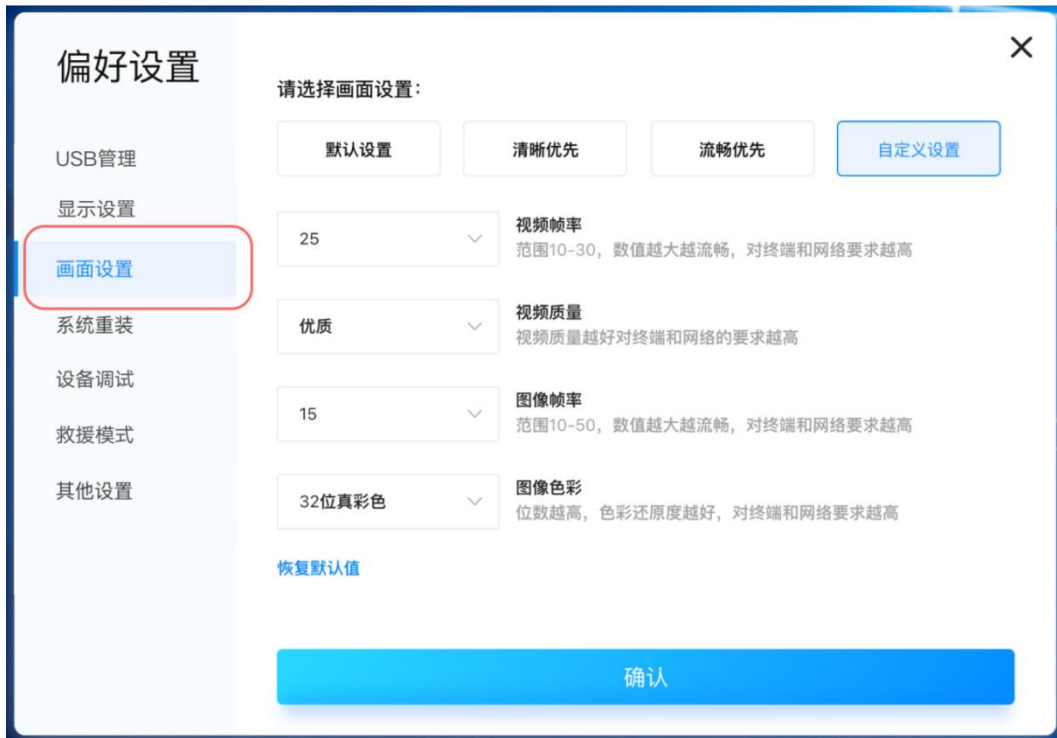 偏好设置
USB管理
显示设置
画面设置
系统重装
设备调试
救援模式
其他设置
请选择画面设置：
默认设置
清晰优先
流畅优先
自定义设置
25
视频帧率
范围10-30，数值越大越流畅，对终端和网络要求越高
优质
视频质量
视频质量越好对终端和网络的要求越高
15
图像帧率
范围10-50，数值越大越流畅，对终端和网络要求越高
32位真彩色
图像色彩
位数越高，色彩还原度越好，对终端和网络要求越高
恢复默认值
确认